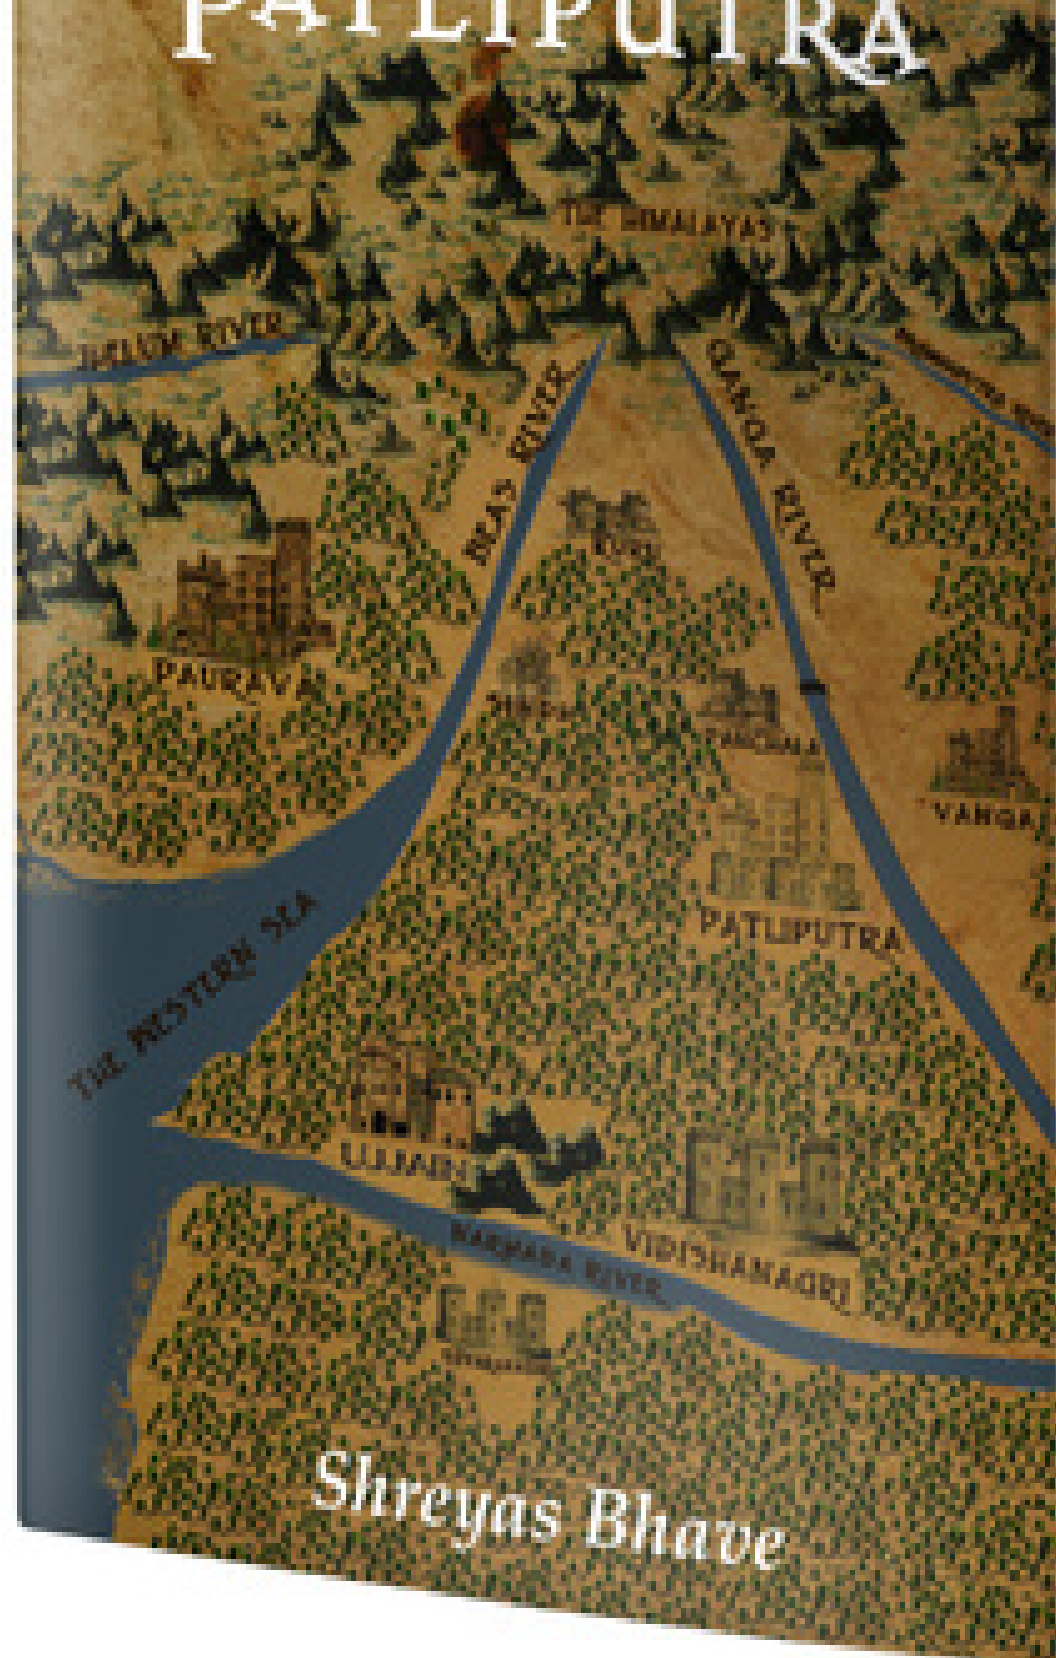 PATLIPUTRA
THE HIMALAYAS
JHELUM RIVER
GANGA RIVER
BEAS RIVER
PAURAVA
PANCHALA
VANGA
PATLIPUTRA
THE WESTERN SEA
UJJAIN
NARMADA RIVER
VIDISHANAGRI
Shreyas Bhave